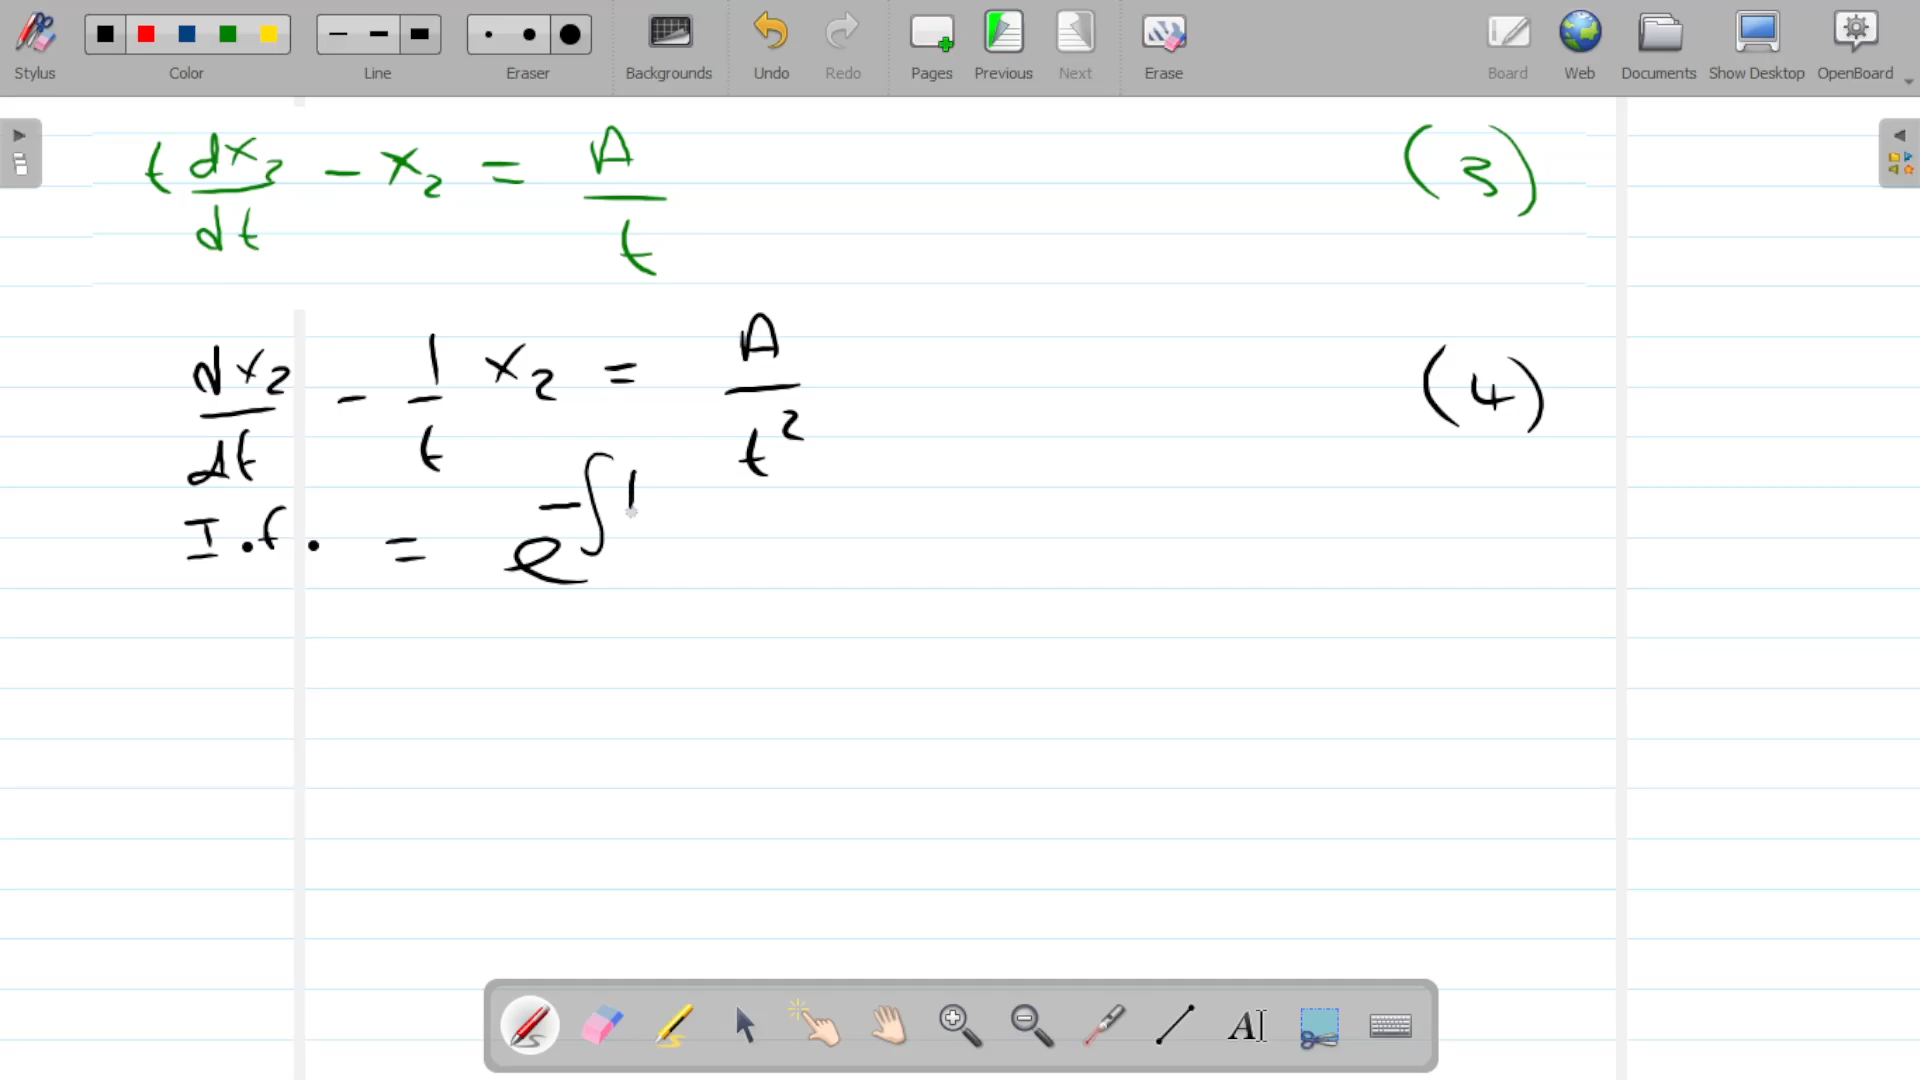 Stylus Color Line Eraser Backgrounds Undo Redo Pages Previous Next Erase Board Web Documents Show Desktop OpenBoard
t dx₂/dt - x₂ = A/t (3)
dx₂/dt - 1/t x₂ = A/t² (4)
I.f. = e^-∫1